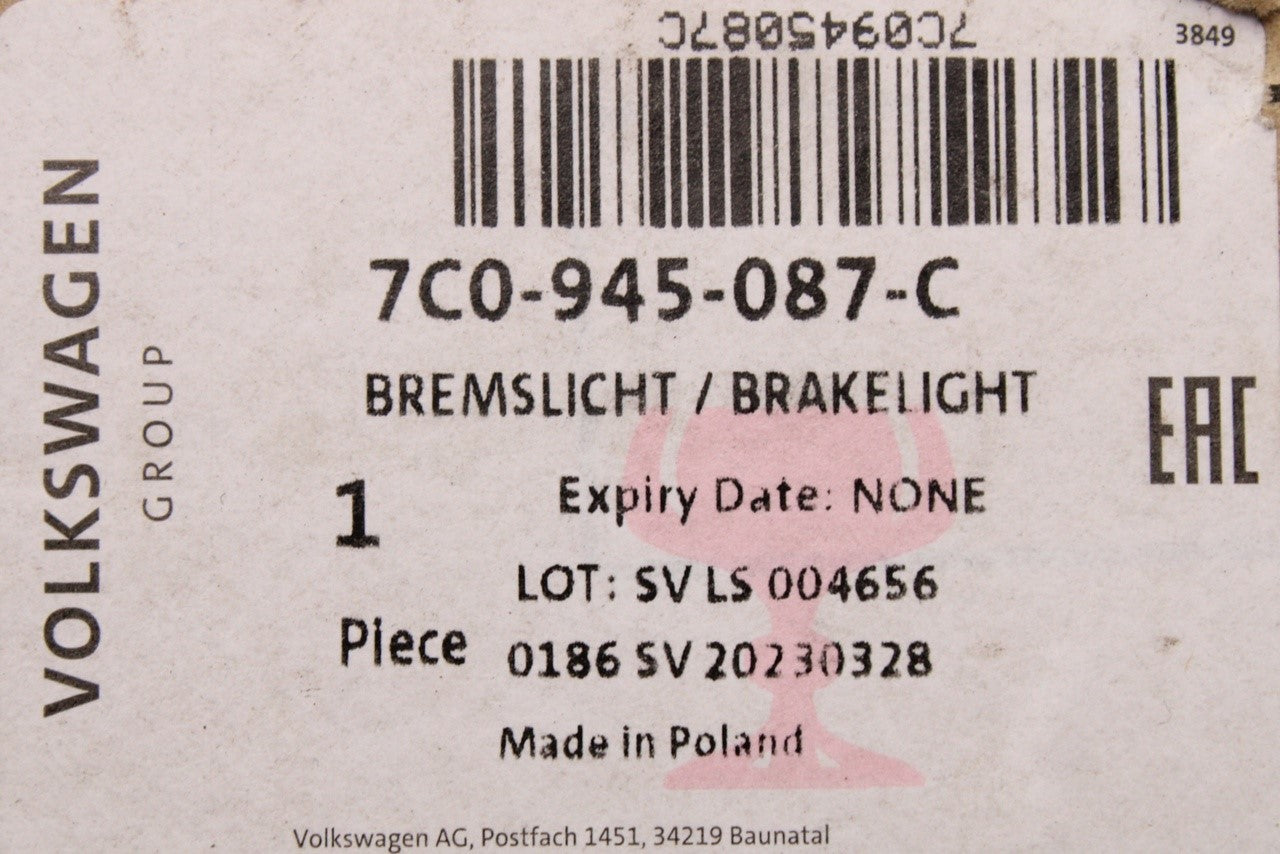 7C0945087C
3849
7C0-945-087-C
BREMSLICHT / BRAKELIGHT
EAC
1
Expiry Date: NONE
LOT: SV LS 004656
Piece
0186 SV 20230328
Made in Poland
VOLKSWAGEN
GROUP
Volkswagen AG, Postfach 1451, 34219 Baunatal